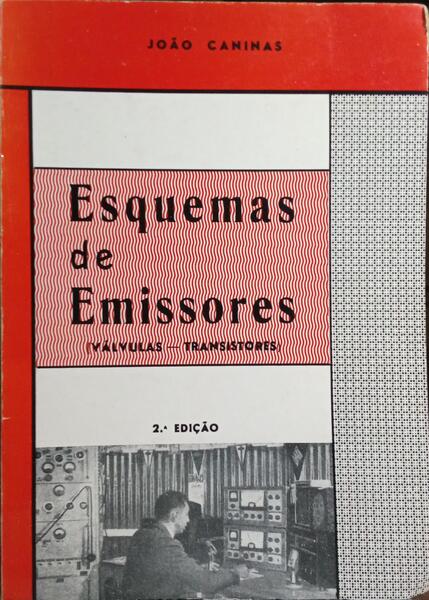 JOÃO CANINAS
Esquemas
de
Emissores
(VÁLVULAS — TRANSISTORES)
2.ª EDIÇÃO